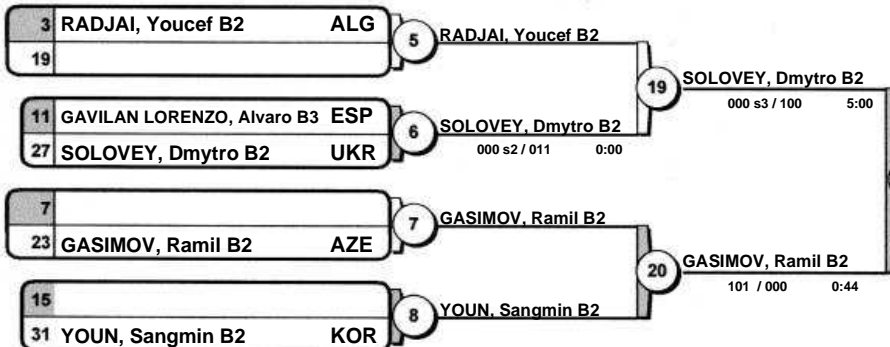 3 RADJAI, Youcef B2 ALG
19
5
RADJAI, Youcef B2
11 GAVILAN LORENZO, Alvaro B3 ESP
27 SOLOVEY, Dmytro B2 UKR
6
SOLOVEY, Dmytro B2
000 s2 / 011 0:00
19
SOLOVEY, Dmytro B2
000 s3 / 100 5:00
7
23 GASIMOV, Ramil B2 AZE
7
GASIMOV, Ramil B2
15
31 YOUN, Sangmin B2 KOR
8
YOUN, Sangmin B2
20
GASIMOV, Ramil B2
101 / 000 0:44